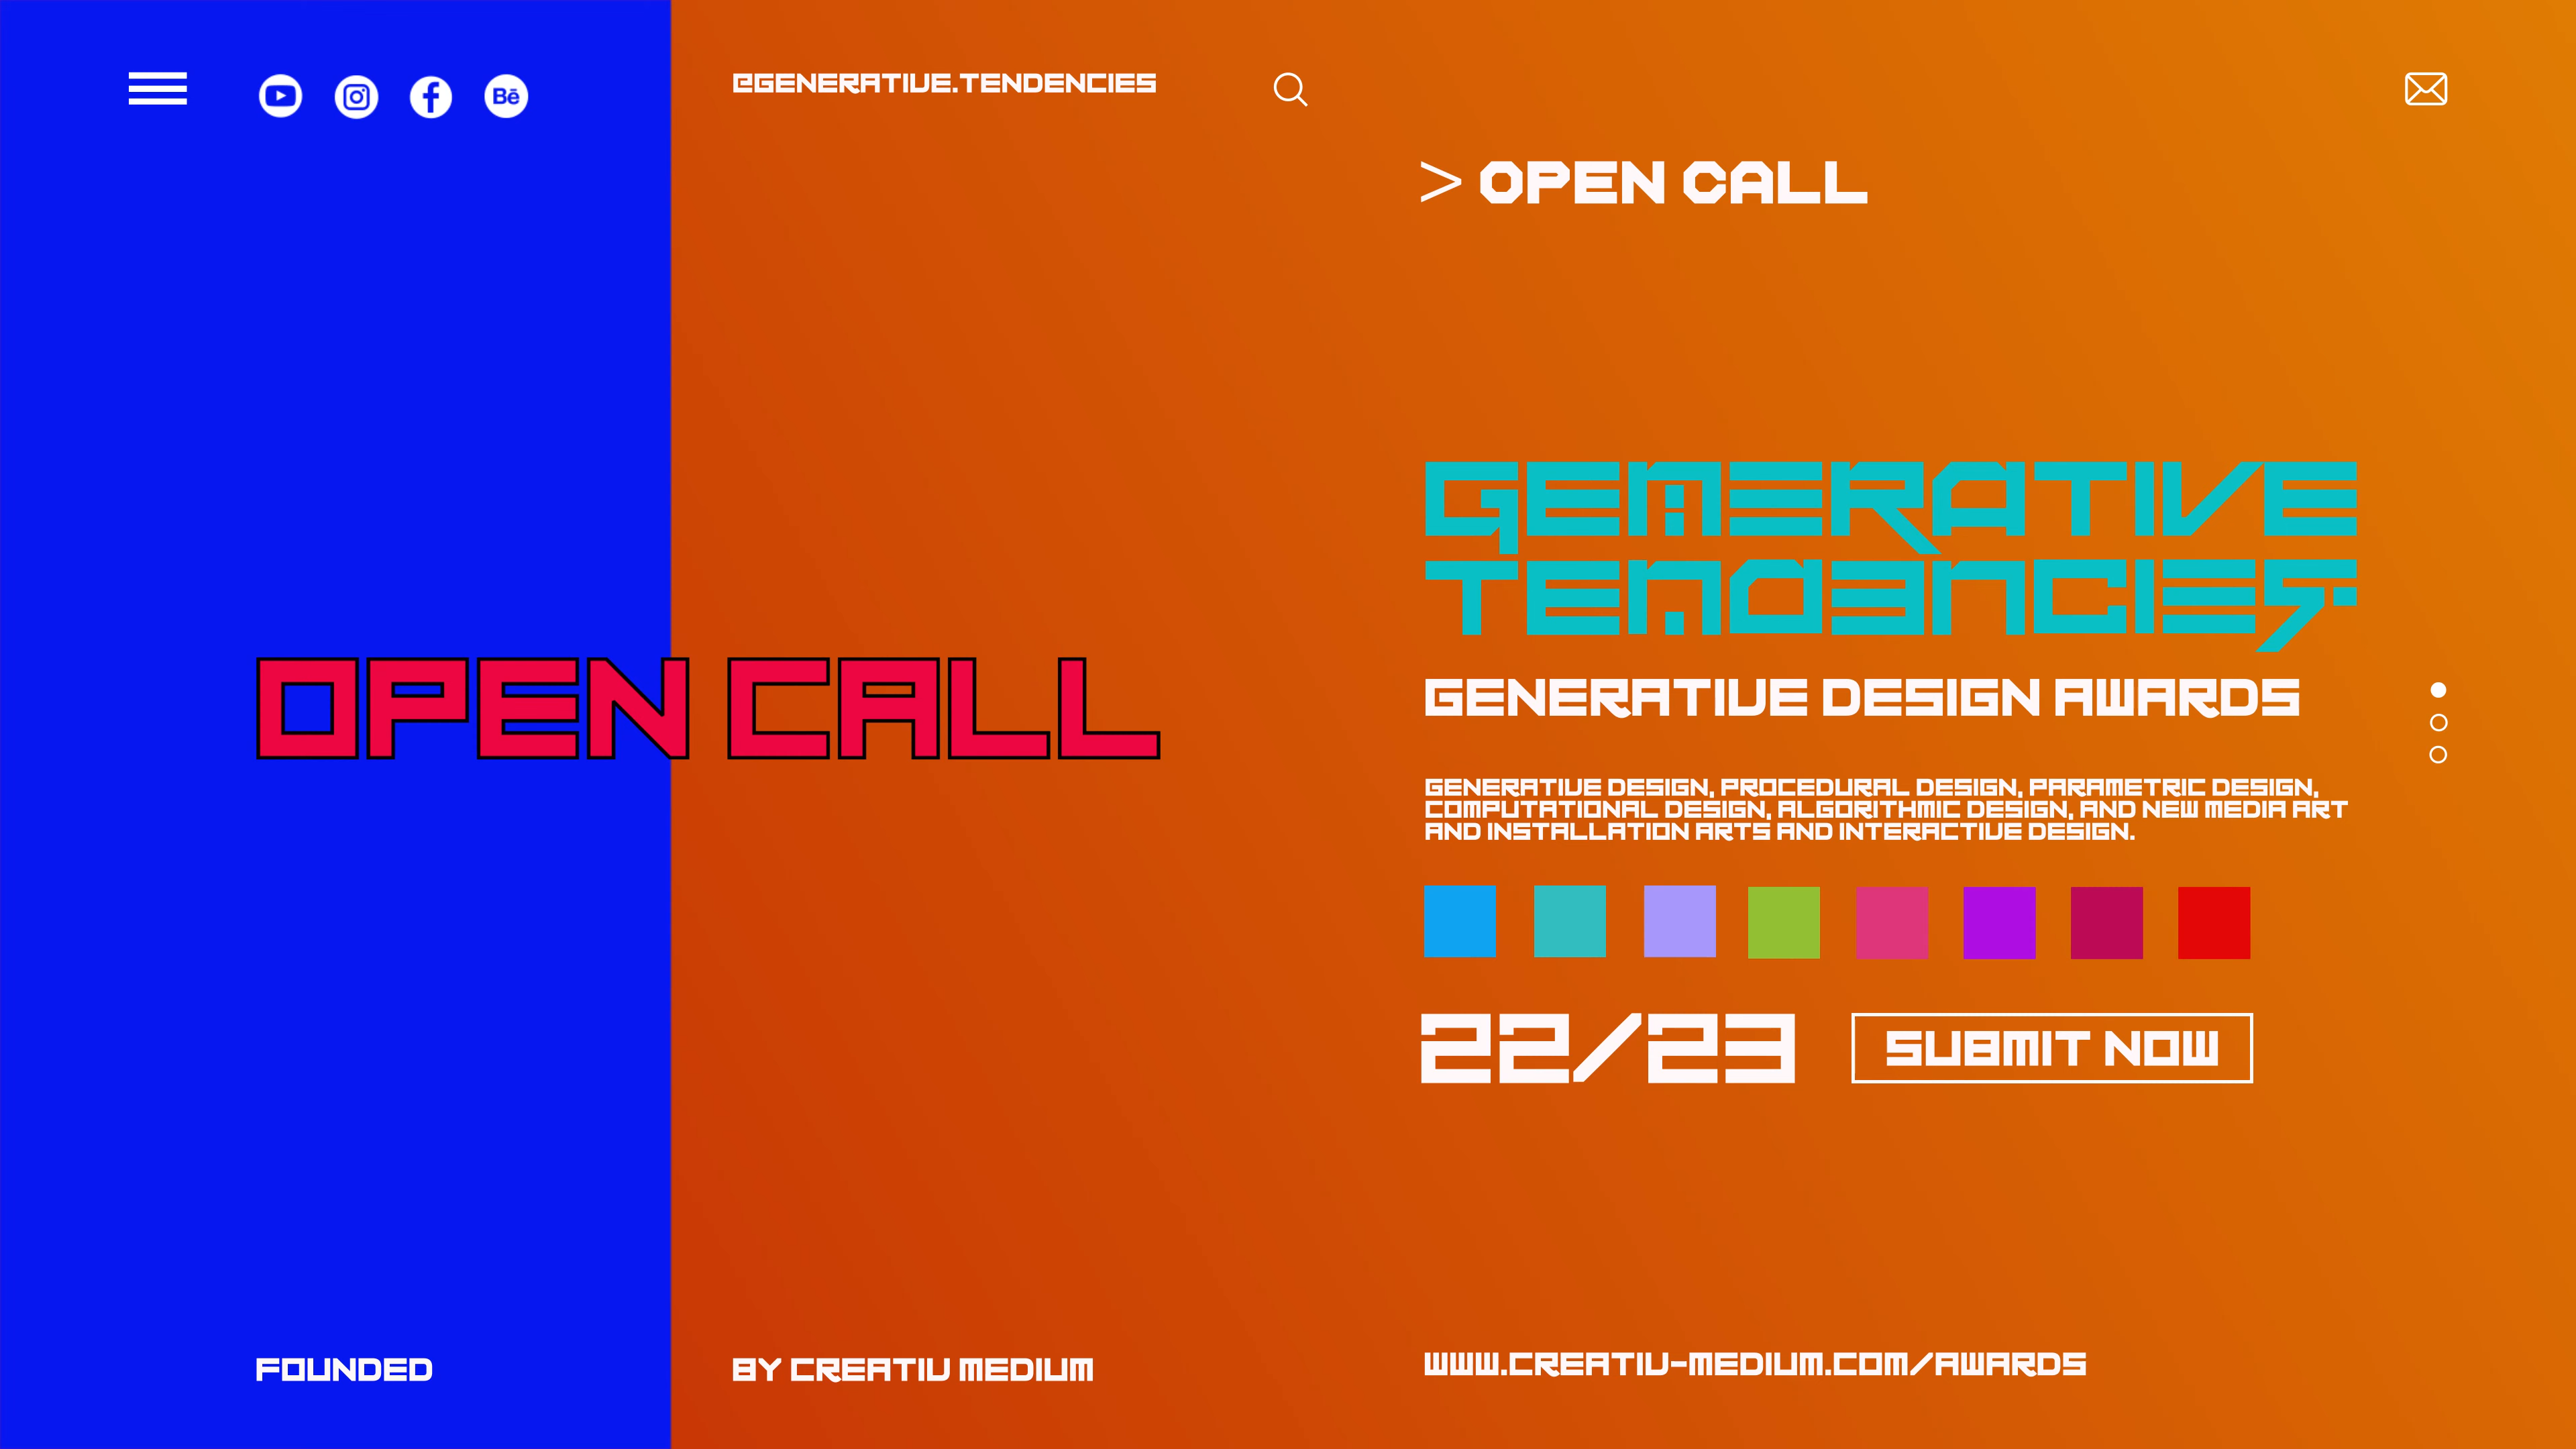 Bē
@GENERATIVE.TENDENCIES
> OPEN CALL
GENERATIVE
TENDENCIES
OPEN CALL
GENERATIVE DESIGN AWARDS
GENERATIVE DESIGN, PROCEDURAL DESIGN, PARAMETRIC DESIGN,
COMPUTATIONAL DESIGN, ALGORITHMIC DESIGN, AND NEW MEDIA ART
AND INSTALLATION ARTS AND INTERACTIVE DESIGN.
22/23
SUBMIT NOW
FOUNDED
BY CREATIV MEDIUM
WWW.CREATIV-MEDIUM.COM/AWARDS